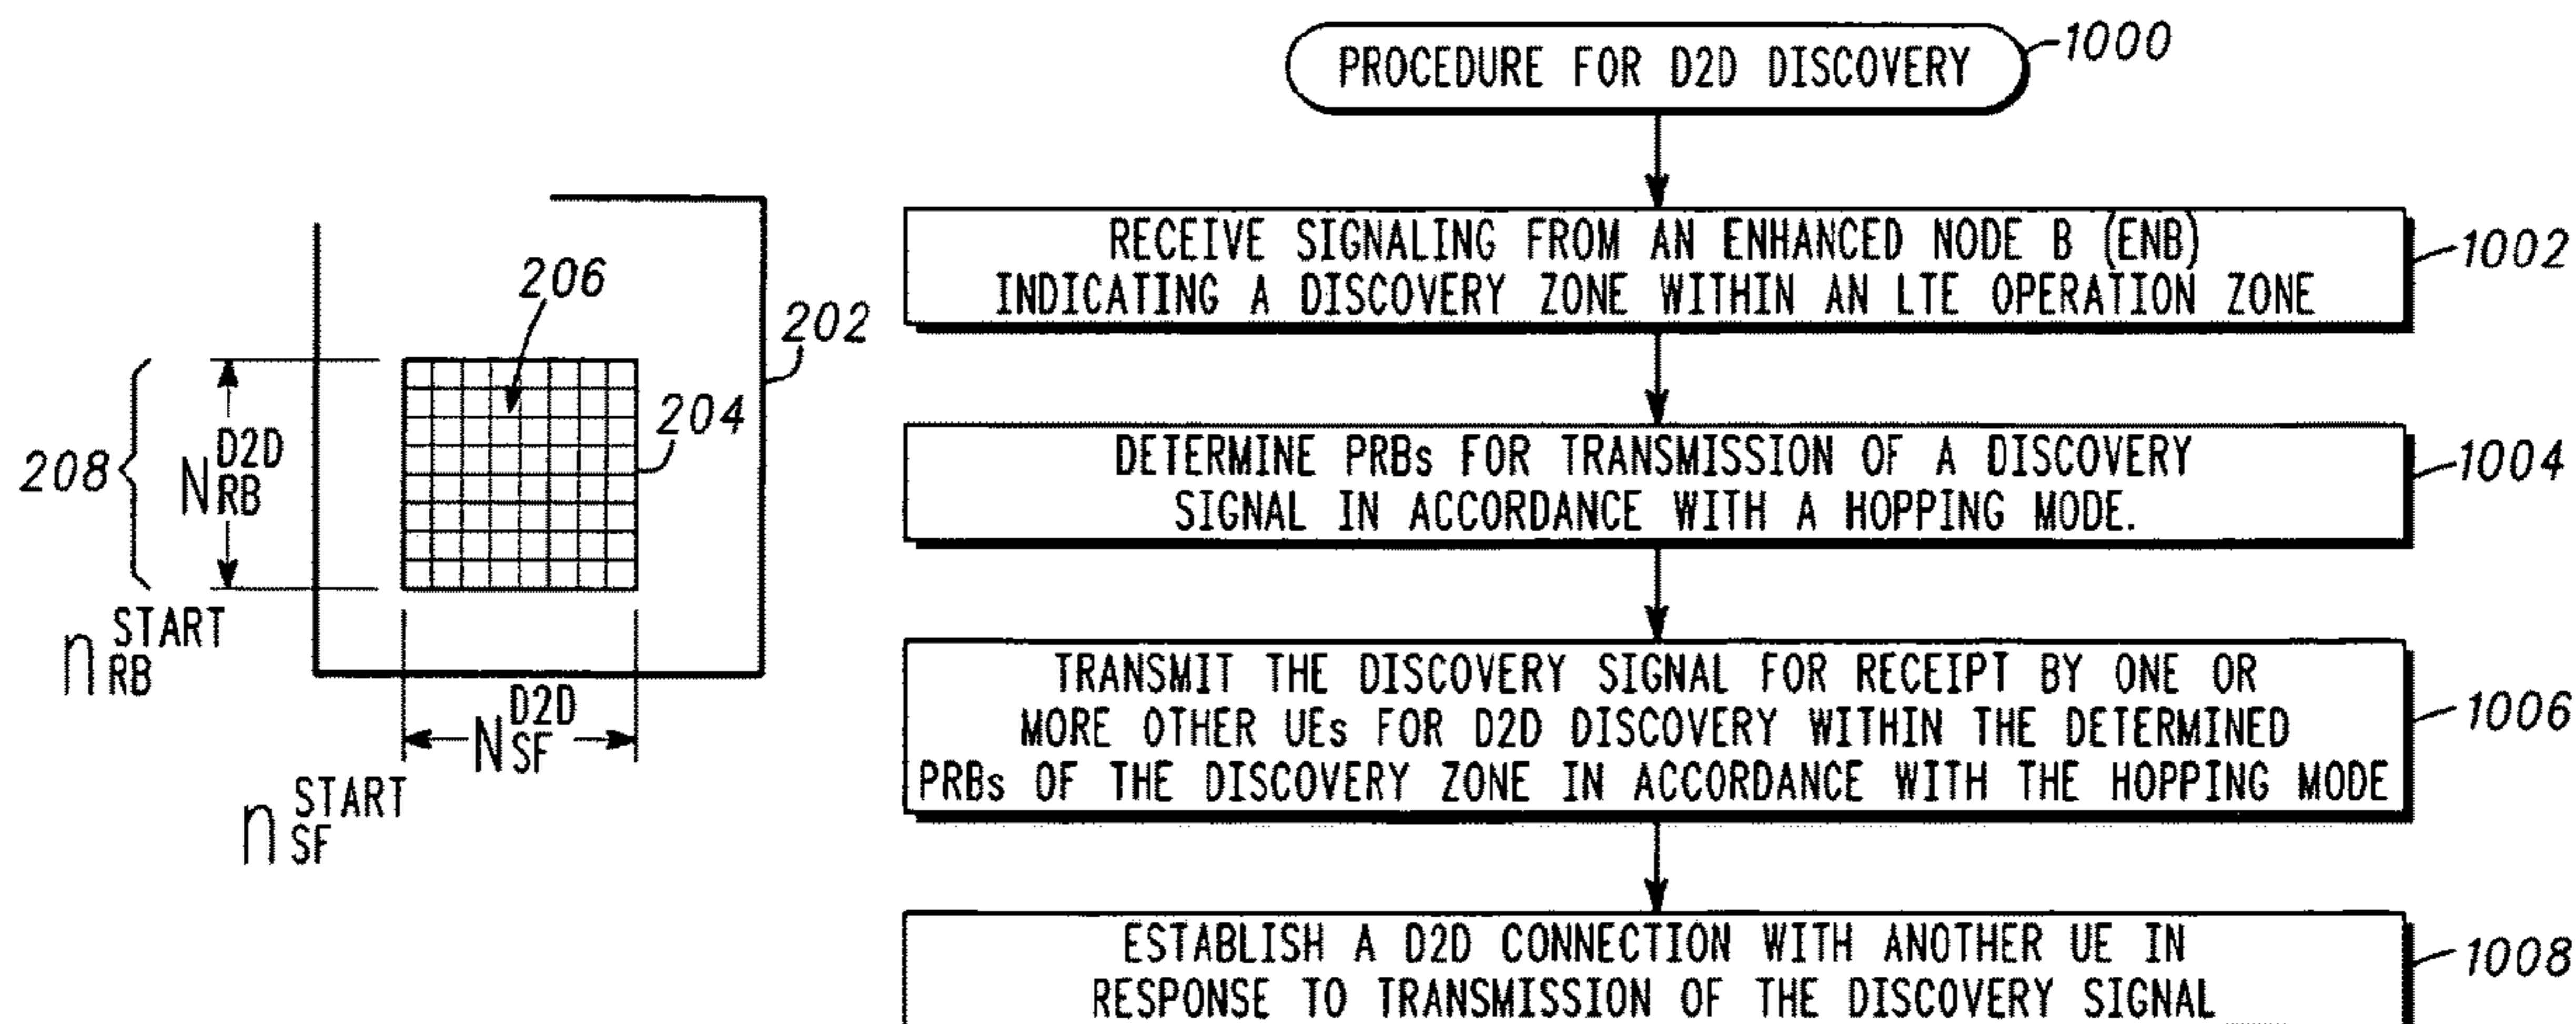 206
202
204
208
N RB D2D
n RB START
N SF D2D
n SF START
PROCEDURE FOR D2D DISCOVERY
1000
RECEIVE SIGNALING FROM AN ENHANCED NODE B (ENB)
INDICATING A DISCOVERY ZONE WITHIN AN LTE OPERATION ZONE
1002
DETERMINE PRBs FOR TRANSMISSION OF A DISCOVERY
SIGNAL IN ACCORDANCE WITH A HOPPING MODE.
1004
TRANSMIT THE DISCOVERY SIGNAL FOR RECEIPT BY ONE OR
MORE OTHER UEs FOR D2D DISCOVERY WITHIN THE DETERMINED
PRBs OF THE DISCOVERY ZONE IN ACCORDANCE WITH THE HOPPING MODE
1006
ESTABLISH A D2D CONNECTION WITH ANOTHER UE IN
RESPONSE TO TRANSMISSION OF THE DISCOVERY SIGNAL
1008